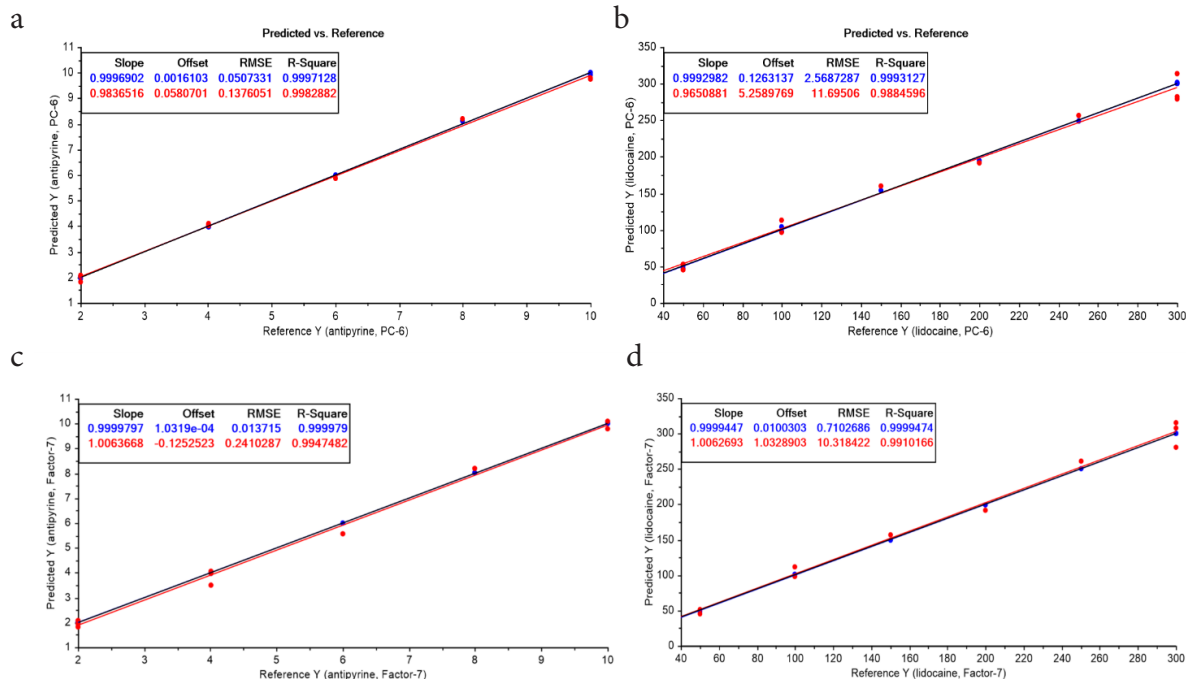 a
Predicted vs. Reference
Slope Offset RMSE R-Square
0.9996902 0.0016103 0.0507331 0.9997128
0.9836516 0.0580701 0.1376051 0.9982882
11
10
9
8
7
6
5
4
3
2
1
Predicted Y (antipyrine, PC-6)
2 3 4 5 6 7 8 9 10
Reference Y (antipyrine, PC-6)
b
Predicted vs. Reference
Slope Offset RMSE R-Square
0.9992982 0.1263137 2.5687287 0.9993127
0.9650881 5.2589769 11.69506 0.9884596
350
300
250
200
150
100
50
0
Predicted Y (lidocaine, PC-6)
40 60 80 100 120 140 160 180 200 220 240 260 280 300
Reference Y (lidocaine, PC-6)
c
Slope Offset RMSE R-Square
0.9999797 1.0319e-04 0.013715 0.999979
1.0063668 -0.1252523 0.2410287 0.9947482
11
10
9
8
7
6
5
4
3
2
1
Predicted Y (antipyrine, Factor-7)
2 3 4 5 6 7 8 9 10
Reference Y (antipyrine, Factor-7)
d
Slope Offset RMSE R-Square
0.9999447 0.0100303 0.7102686 0.9999474
1.0062693 1.0328903 10.318422 0.9910166
350
300
250
200
150
100
50
0
Predicted Y (lidocaine, Factor-7)
40 60 80 100 120 140 160 180 200 220 240 260 280 300
Reference Y (lidocaine, Factor-7)